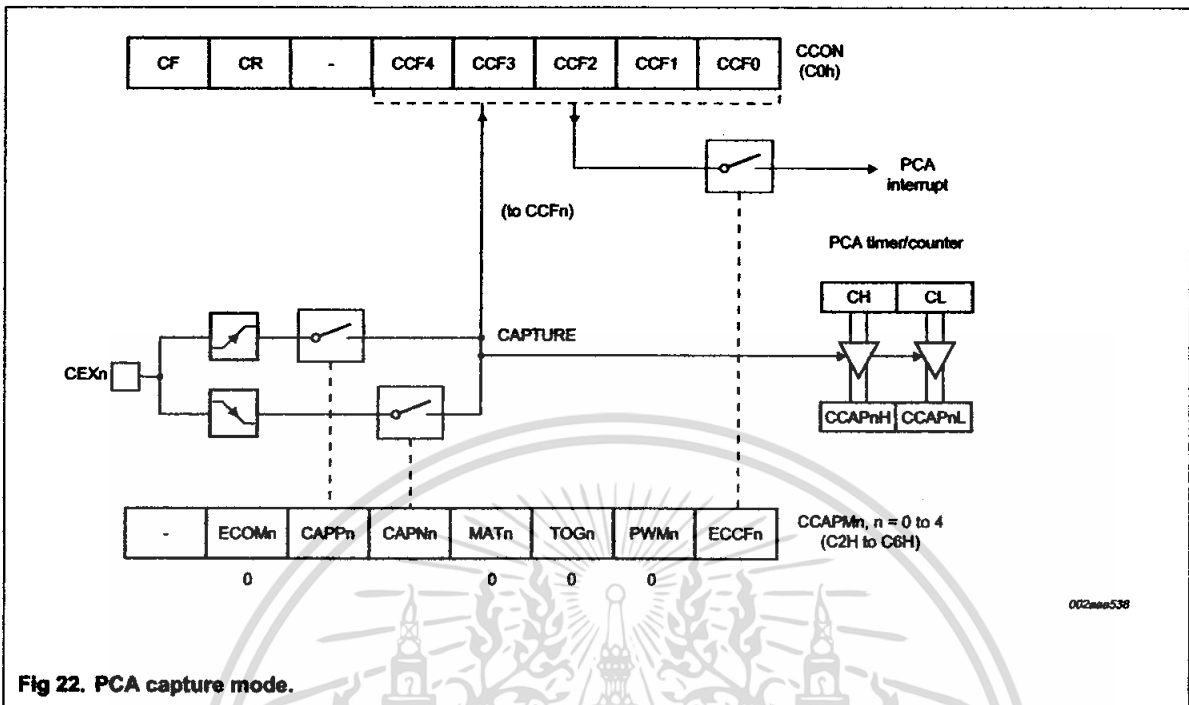 CF CR - CCF4 CCF3 CCF2 CCF1 CCF0
CCON
(C0h)
PCA
interrupt
(to CCFn)
PCA timer/counter
CH CL
CAPTURE
CEXn
CCAPnH CCAPnL
- ECOMn CAPPn CAPNn MATn TOGn PWMn ECCFn
CCAPMn, n = 0 to 4
(C2H to C6H)
0 0 0 0
002aaa538
Fig 22. PCA capture mode.